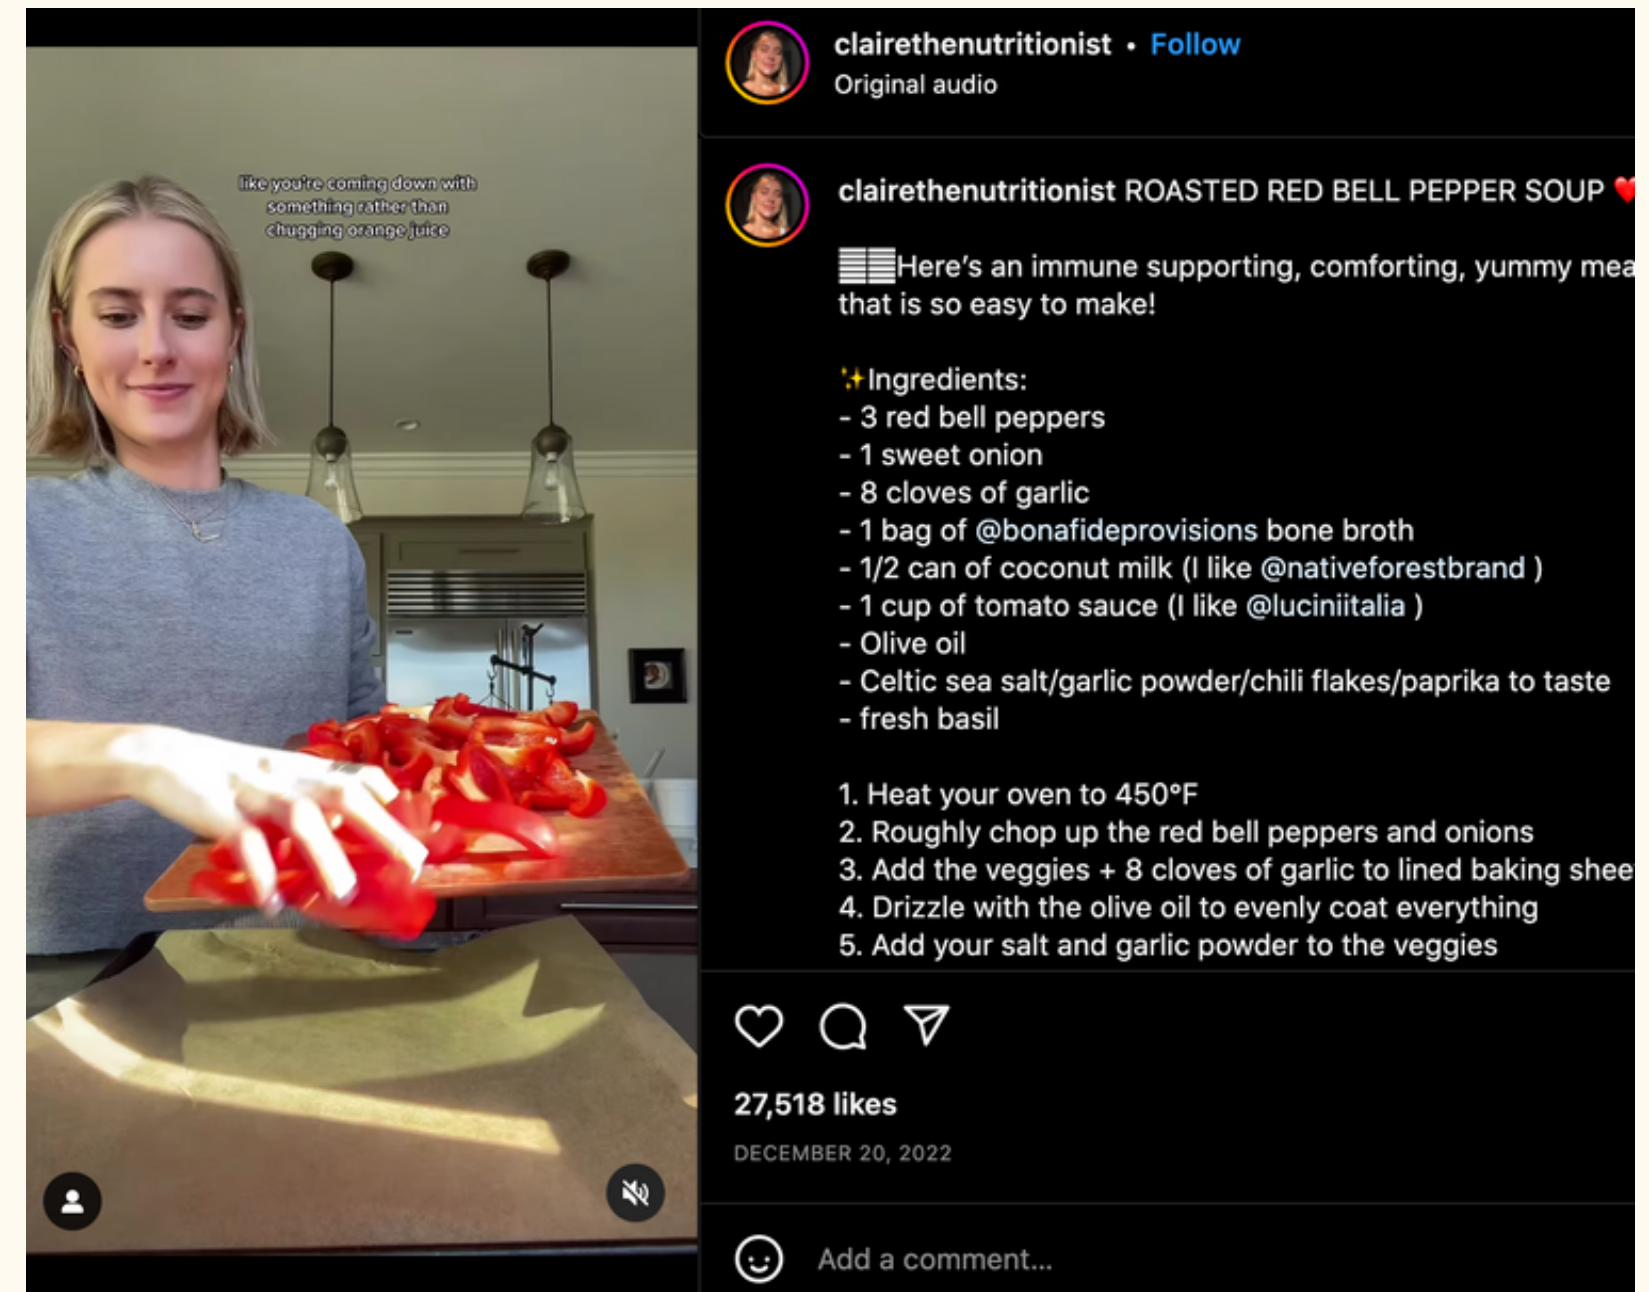 like you're coming down with
something rather than
chugging orange juice
clairethenutritionist • Follow
Original audio
clairethenutritionist ROASTED RED BELL PEPPER SOUP ❤️
Here's an immune supporting, comforting, yummy mea
that is so easy to make!
✨Ingredients:
- 3 red bell peppers
- 1 sweet onion
- 8 cloves of garlic
- 1 bag of @bonafideprovisions bone broth
- 1/2 can of coconut milk (I like @nativeforestbrand )
- 1 cup of tomato sauce (I like @luciniitalia )
- Olive oil
- Celtic sea salt/garlic powder/chili flakes/paprika to taste
- fresh basil
1. Heat your oven to 450°F
2. Roughly chop up the red bell peppers and onions
3. Add the veggies + 8 cloves of garlic to lined baking shee
4. Drizzle with the olive oil to evenly coat everything
5. Add your salt and garlic powder to the veggies
27,518 likes
DECEMBER 20, 2022
Add a comment...